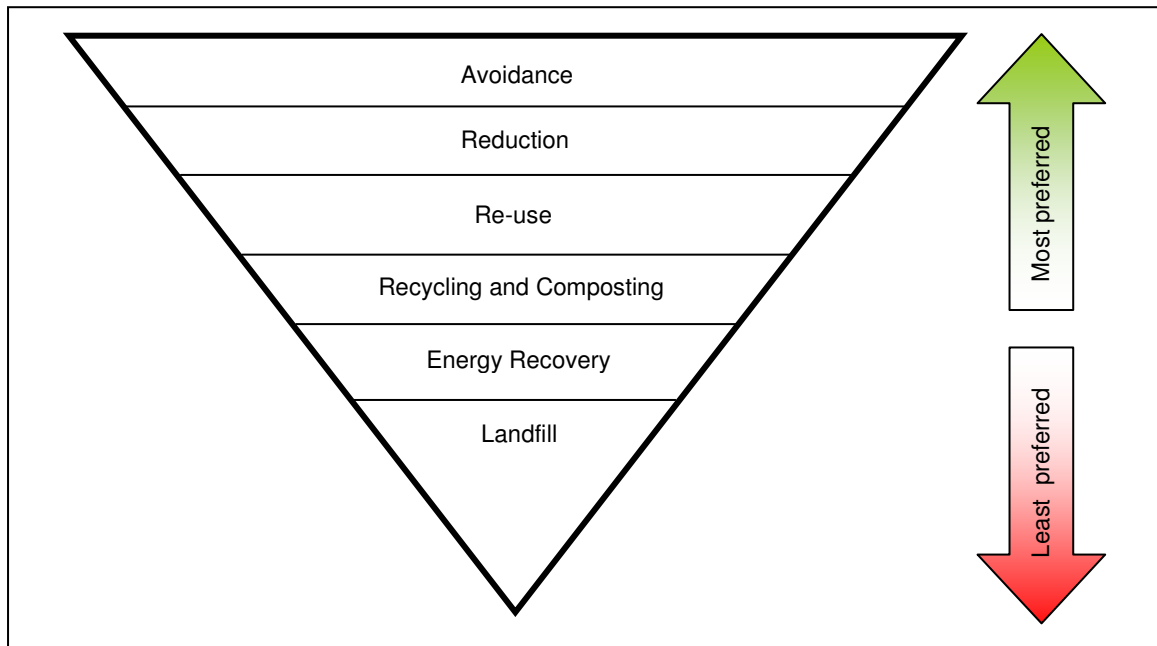 Avoidance
Reduction
Re-use
Recycling and Composting
Energy Recovery
Landfill
Most preferred
Least preferred